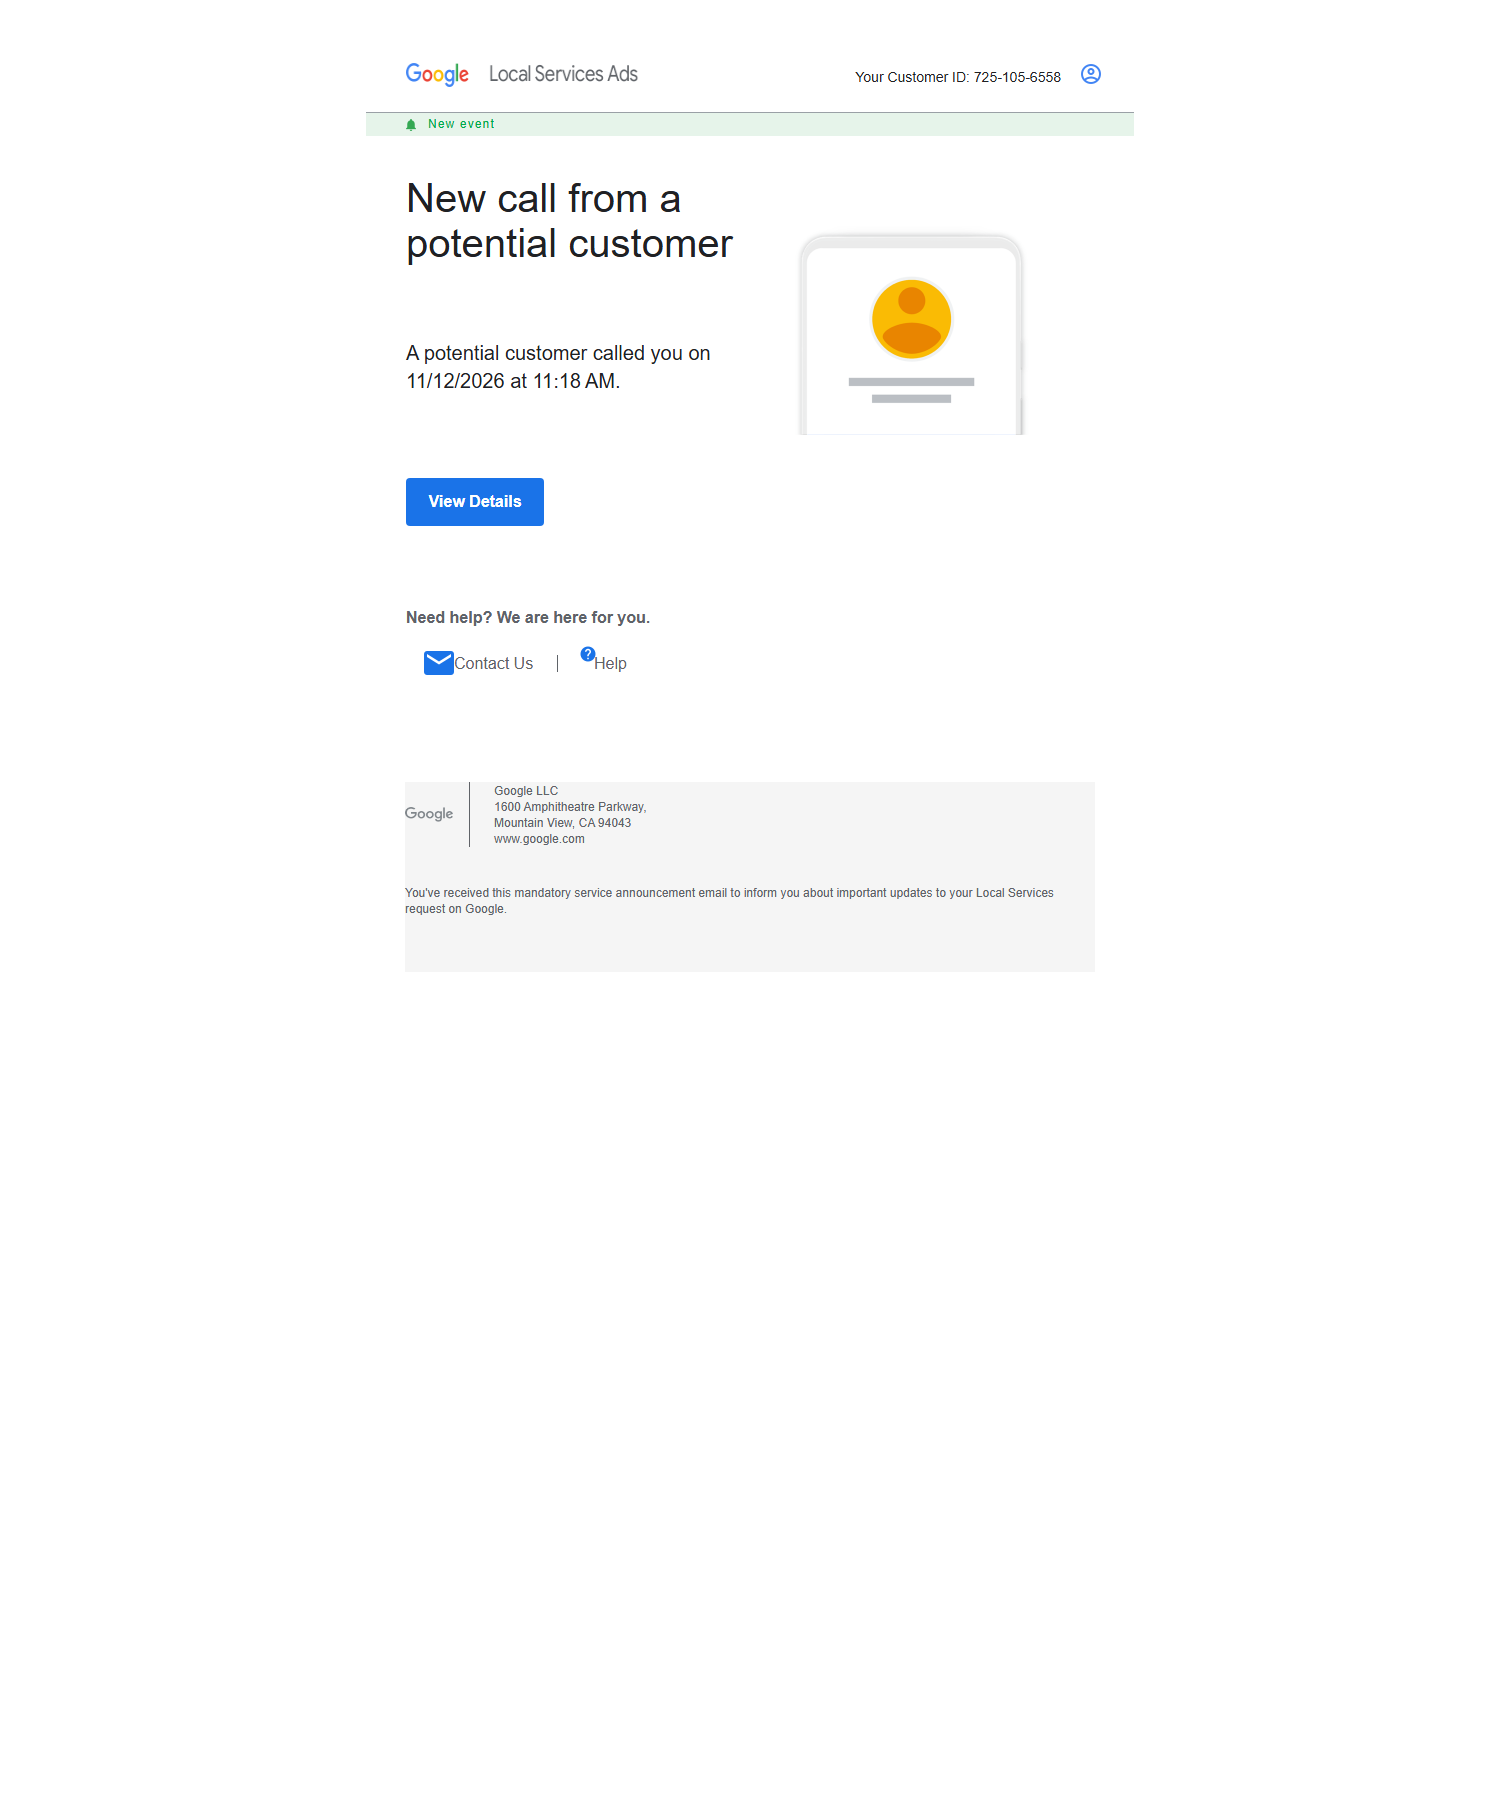 Google Local Services Ads
Your Customer ID: 725-105-6558
New event
New call from a
potential customer
A potential customer called you on
11/12/2026 at 11:18 AM.
View Details
Need help? We are here for you.
Contact Us | Help
Google
Google LLC
1600 Amphitheatre Parkway,
Mountain View, CA 94043
www.google.com
You've received this mandatory service announcement email to inform you about important updates to your Local Services
request on Google.